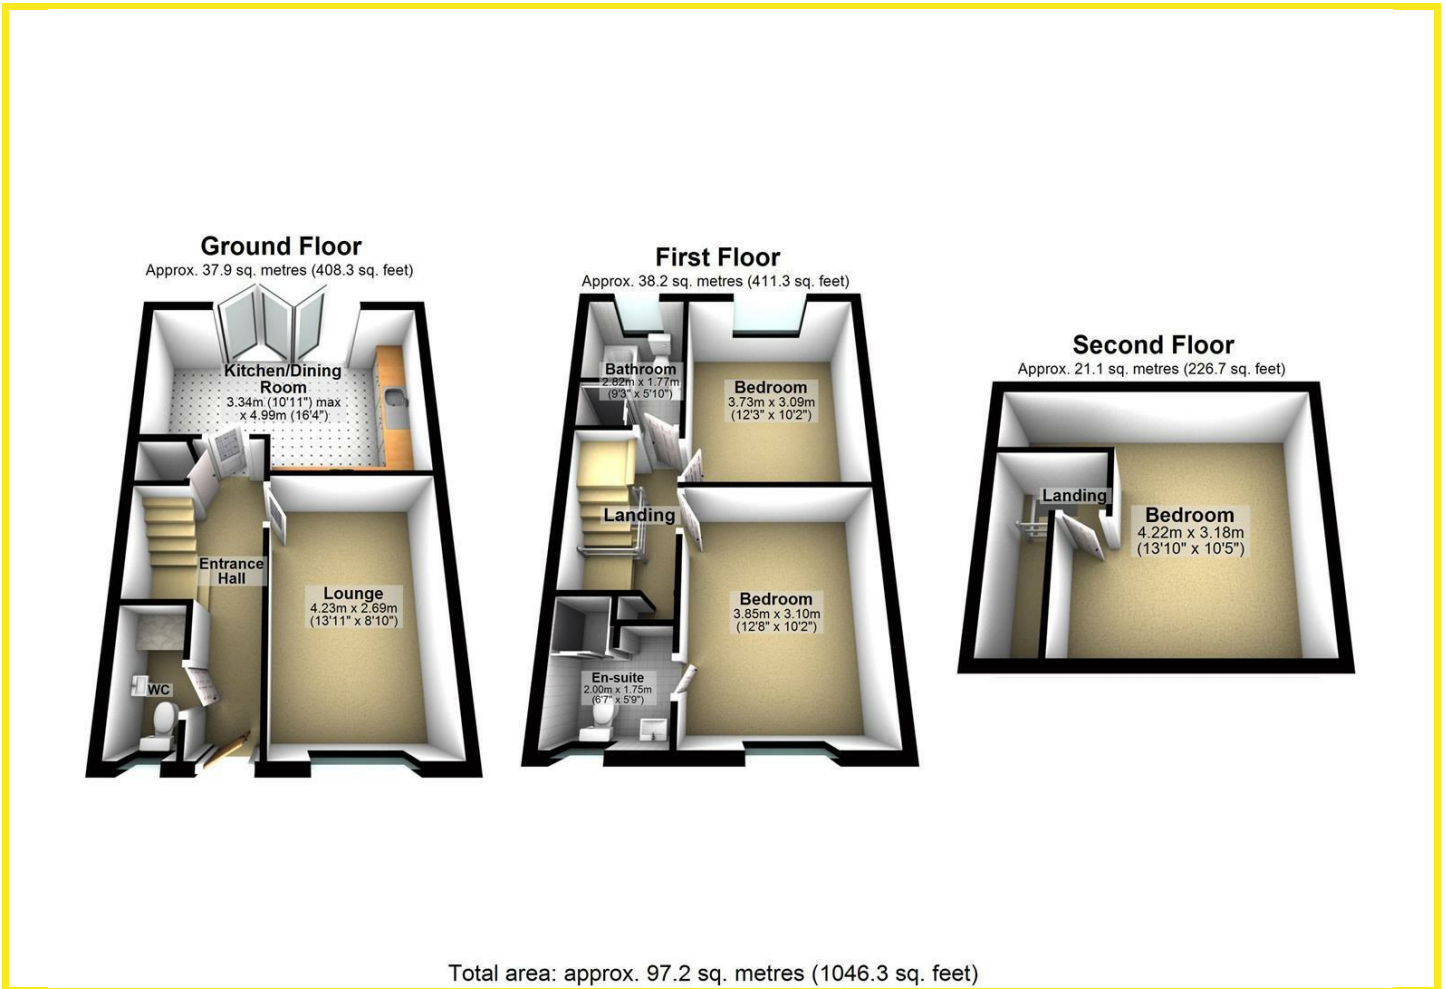 Ground Floor
Approx. 37.9 sq. metres (408.3 sq. feet)
Kitchen/Dining
Room
3.34m (10'11") max
x 4.99m (16'4")
Entrance
Hall
Lounge
4.23m x 2.69m
(13'11" x 8'10")
WC
First Floor
Approx. 38.2 sq. metres (411.3 sq. feet)
Bathroom
2.82m x 1.77m
(9'3" x 5'10")
Bedroom
3.73m x 3.09m
(12'3" x 10'2")
Landing
Bedroom
3.85m x 3.10m
(12'8" x 10'2")
En-suite
2.00m x 1.75m
(6'7" x 5'9")
Second Floor
Approx. 21.1 sq. metres (226.7 sq. feet)
Landing
Bedroom
4.22m x 3.18m
(13'10" x 10'5")
Total area: approx. 97.2 sq. metres (1046.3 sq. feet)